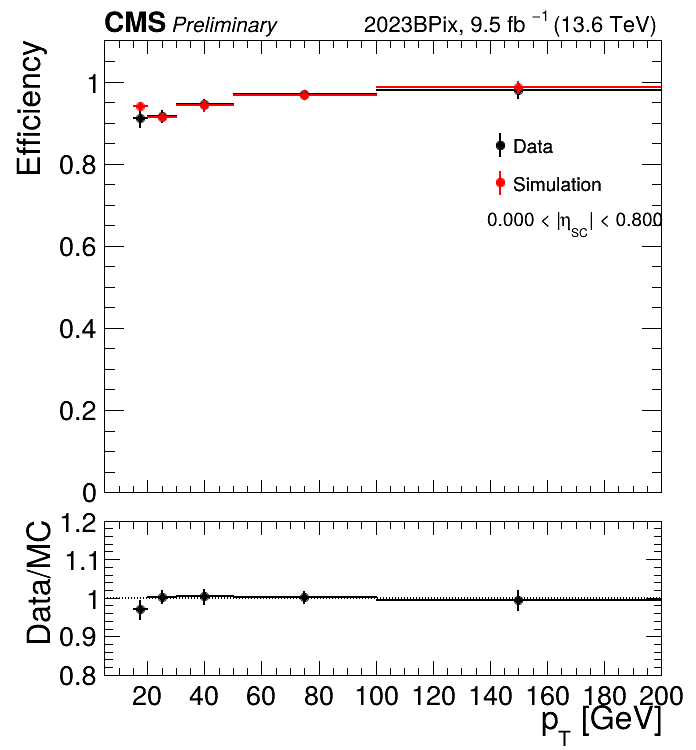 CMS Preliminary 2023BPix, 9.5 fb⁻¹ (13.6 TeV)
Efficiency
1
0.8
0.6
0.4
0.2
0
Data
Simulation
0.000 < |η_SC| < 0.800
Data/MC
1.2
1.1
1
0.9
0.8
20 40 60 80 100 120 140 160 180 200
p_T [GeV]